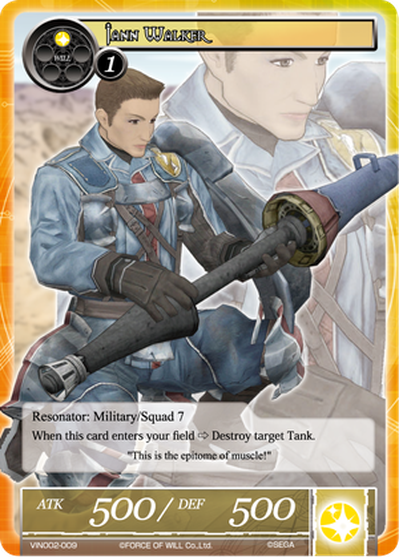 Jann Walker
WILL
1
Resonator: Military/Squad 7
When this card enters your field ⇨ Destroy target Tank.
"This is the epitome of muscle!"
ATK 500 / DEF 500
VIN002-009 ©FORCE OF WILL Co.,Ltd. ©SEGA